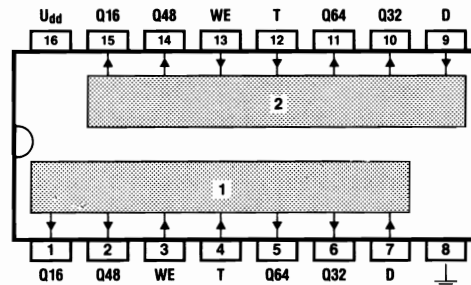 Udd Q16 Q48 WE T Q64 Q32 D
16 15 14 13 12 11 10 9
2
1
1 2 3 4 5 6 7 8
Q16 Q48 WE T Q64 Q32 D